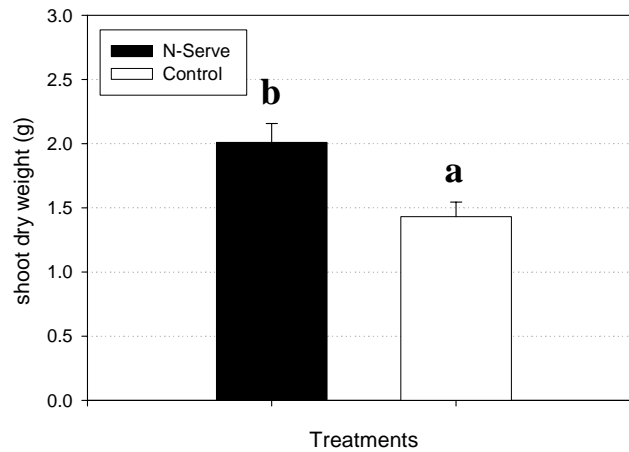 3.0
N-Serve
Control
2.5
b
2.0
a
1.5
1.0
0.5
0.0
shoot dry weight (g)
Treatments